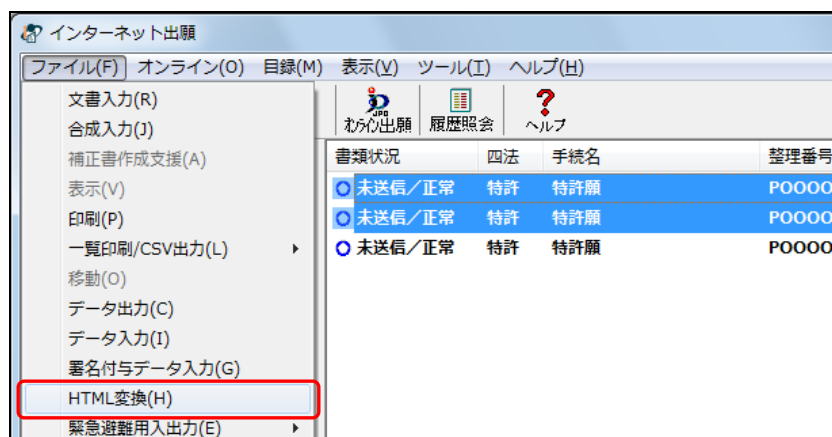 インターネット出願
ファイル(F) オンライン(O) 目録(M) 表示(V) ツール(T) ヘルプ(H)
文書入力(R)
合成入力(J)
補正書作成支援(A)
表示(V)
印刷(P)
一覧印刷/CSV出力(L)
移動(O)
データ出力(C)
データ入力(I)
署名付与データ入力(G)
HTML変換(H)
緊急避難用入出力(E)
JPO
オンライン出願 履歴照会 ヘルプ
書類状況 四法 手続名 整理番号
未送信／正常 特許 特許願 POOOO
未送信／正常 特許 特許願 POOOO
未送信／正常 特許 特許願 POOOO